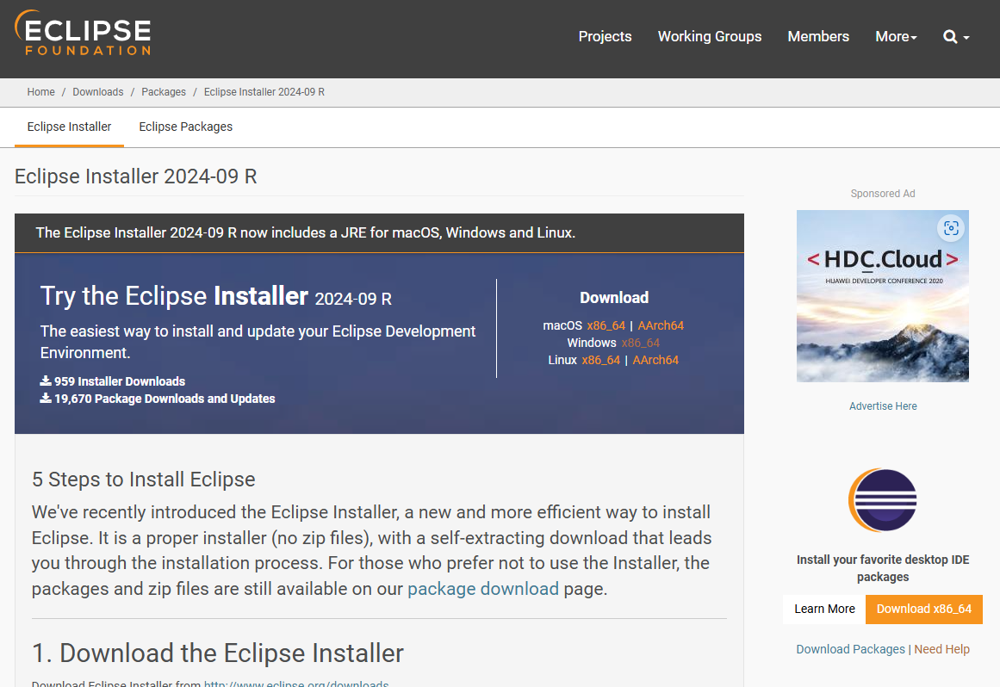 ECLIPSE
FOUNDATION
Projects Working Groups Members More
Home / Downloads / Packages / Eclipse Installer 2024-09 R
Eclipse Installer Eclipse Packages
Eclipse Installer 2024-09 R
The Eclipse Installer 2024-09 R now includes a JRE for macOS, Windows and Linux.
Try the Eclipse Installer 2024-09 R
The easiest way to install and update your Eclipse Development
Environment.
959 Installer Downloads
19,670 Package Downloads and Updates
Download
macOS x86_64 | AArch64
Windows x86_64
Linux x86_64 | AArch64
5 Steps to Install Eclipse
We've recently introduced the Eclipse Installer, a new and more efficient way to install
Eclipse. It is a proper installer (no zip files), with a self-extracting download that leads
you through the installation process. For those who prefer not to use the Installer, the
packages and zip files are still available on our package download page.
1. Download the Eclipse Installer
Download Eclipse Installer from http://www.eclipse.org/downloads
Sponsored Ad
<HDC.Cloud>
HUAWEI DEVELOPER CONFERENCE 2020
Advertise Here
Install your favorite desktop IDE
packages
Learn More Download x86_64
Download Packages | Need Help